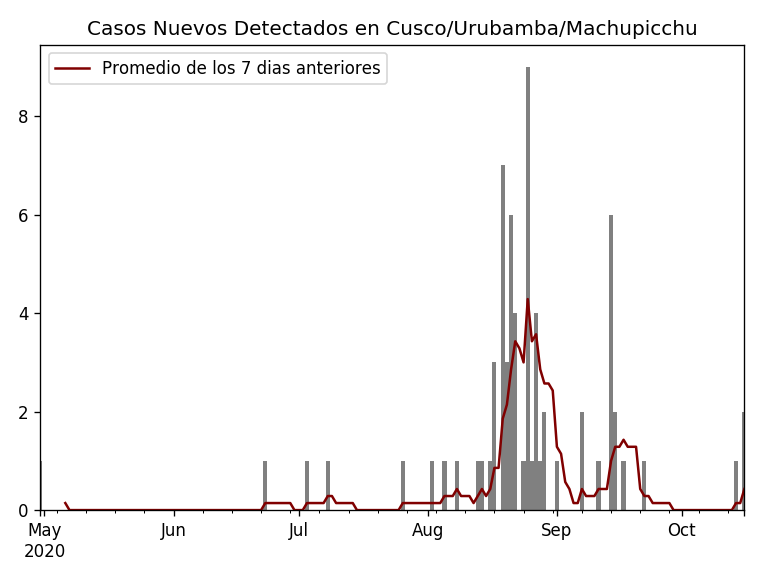 Casos Nuevos Detectados en Cusco/Urubamba/Machupicchu
Promedio de los 7 dias anteriores
8
6
4
2
0
May Jun Jul Aug Sep Oct
2020